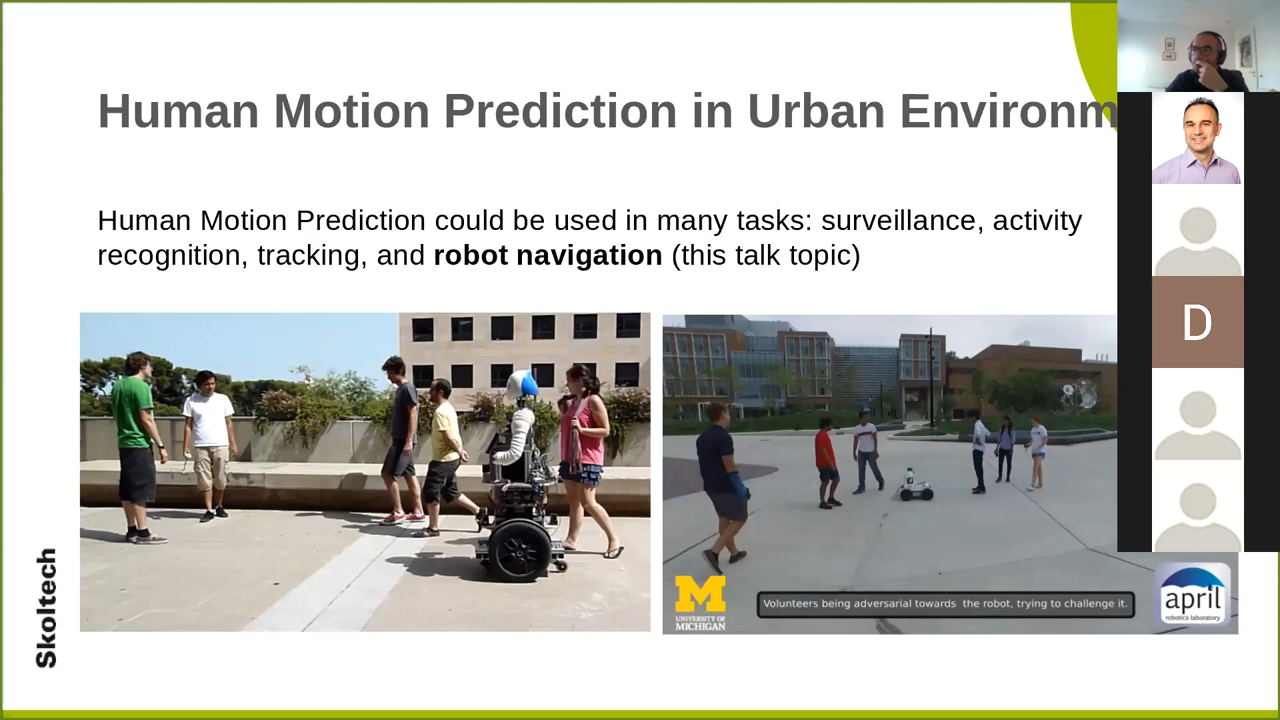 Human Motion Prediction in Urban Environm
Human Motion Prediction could be used in many tasks: surveillance, activity
recognition, tracking, and robot navigation (this talk topic)
D
Skoltech
M
UNIVERSITY OF
MICHIGAN
Volunteers being adversarial towards the robot, trying to challenge it.
april
robotics laboratory